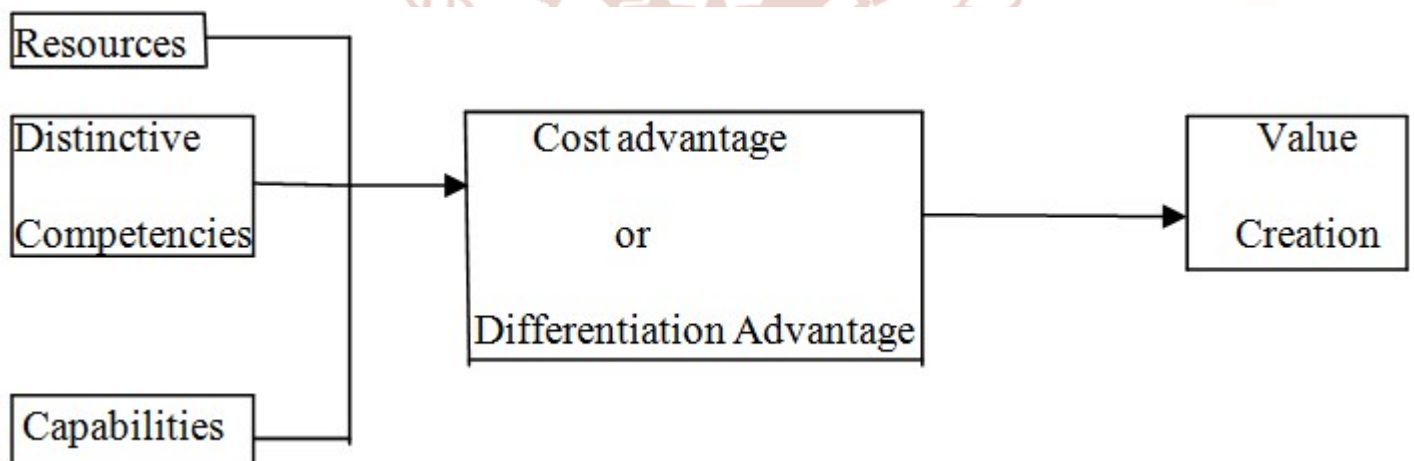 Resources
Distinctive
Competencies
Capabilities
Cost advantage
or
Differentiation Advantage
Value
Creation